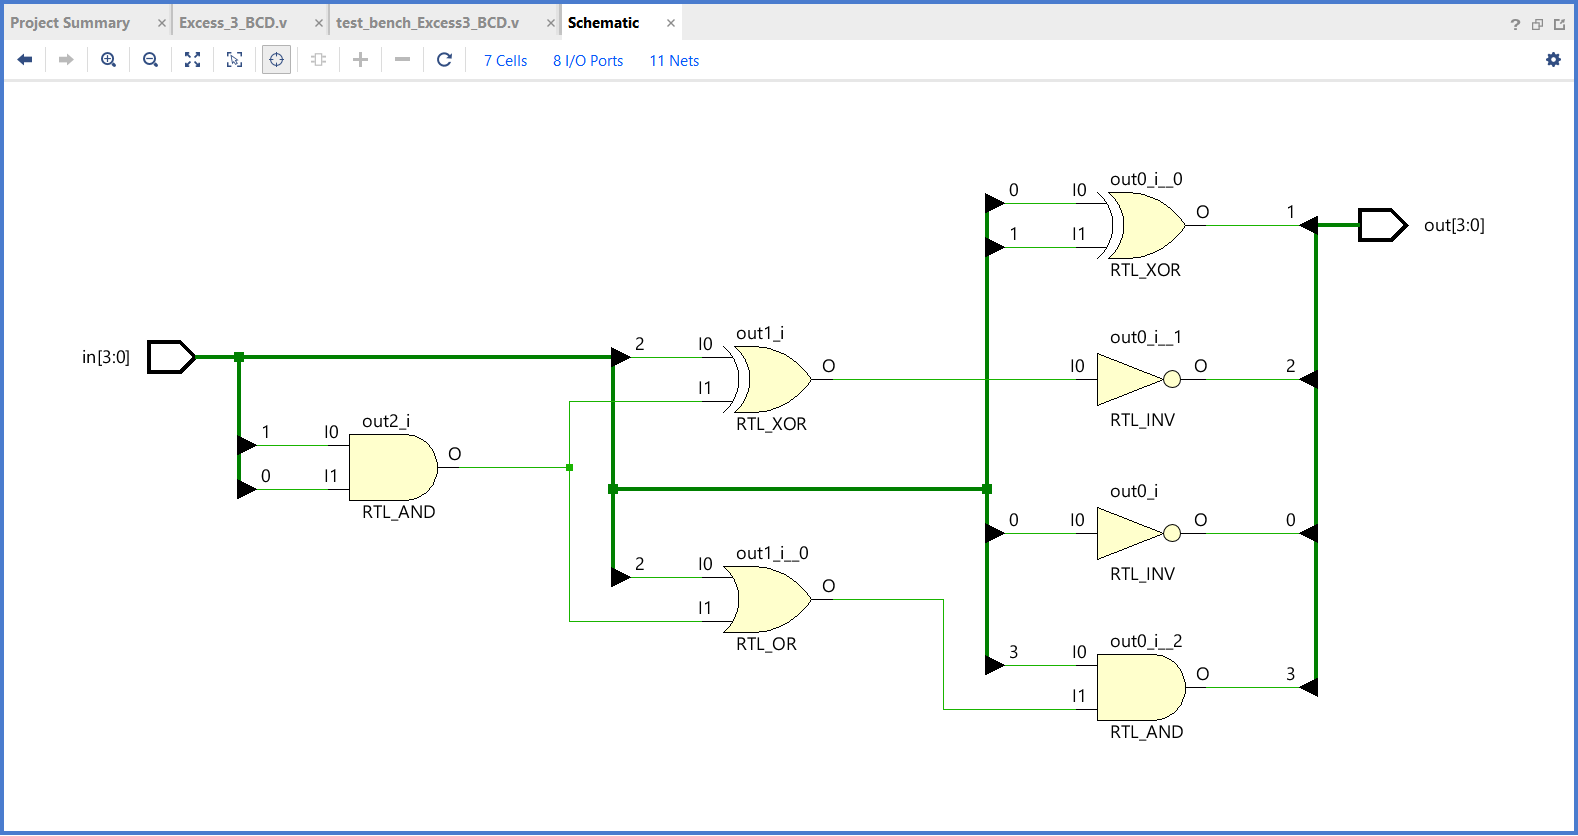 Project Summary × Excess_3_BCD.v × test_bench_Excess3_BCD.v × Schematic ×
?
7 Cells 8 I/O Ports 11 Nets
out0_i__0
0 I0
O 1
1 I1
out[3:0]
RTL_XOR
out1_i
out0_i__1
in[3:0]
2 I0
O
I0 O 2
I1
RTL_XOR
RTL_INV
out2_i
1 I0
O
0 I1
RTL_AND
out0_i
0 I0 O 0
out1_i__0
2 I0
O
RTL_INV
I1
RTL_OR
out0_i__2
3 I0
O 3
I1
RTL_AND